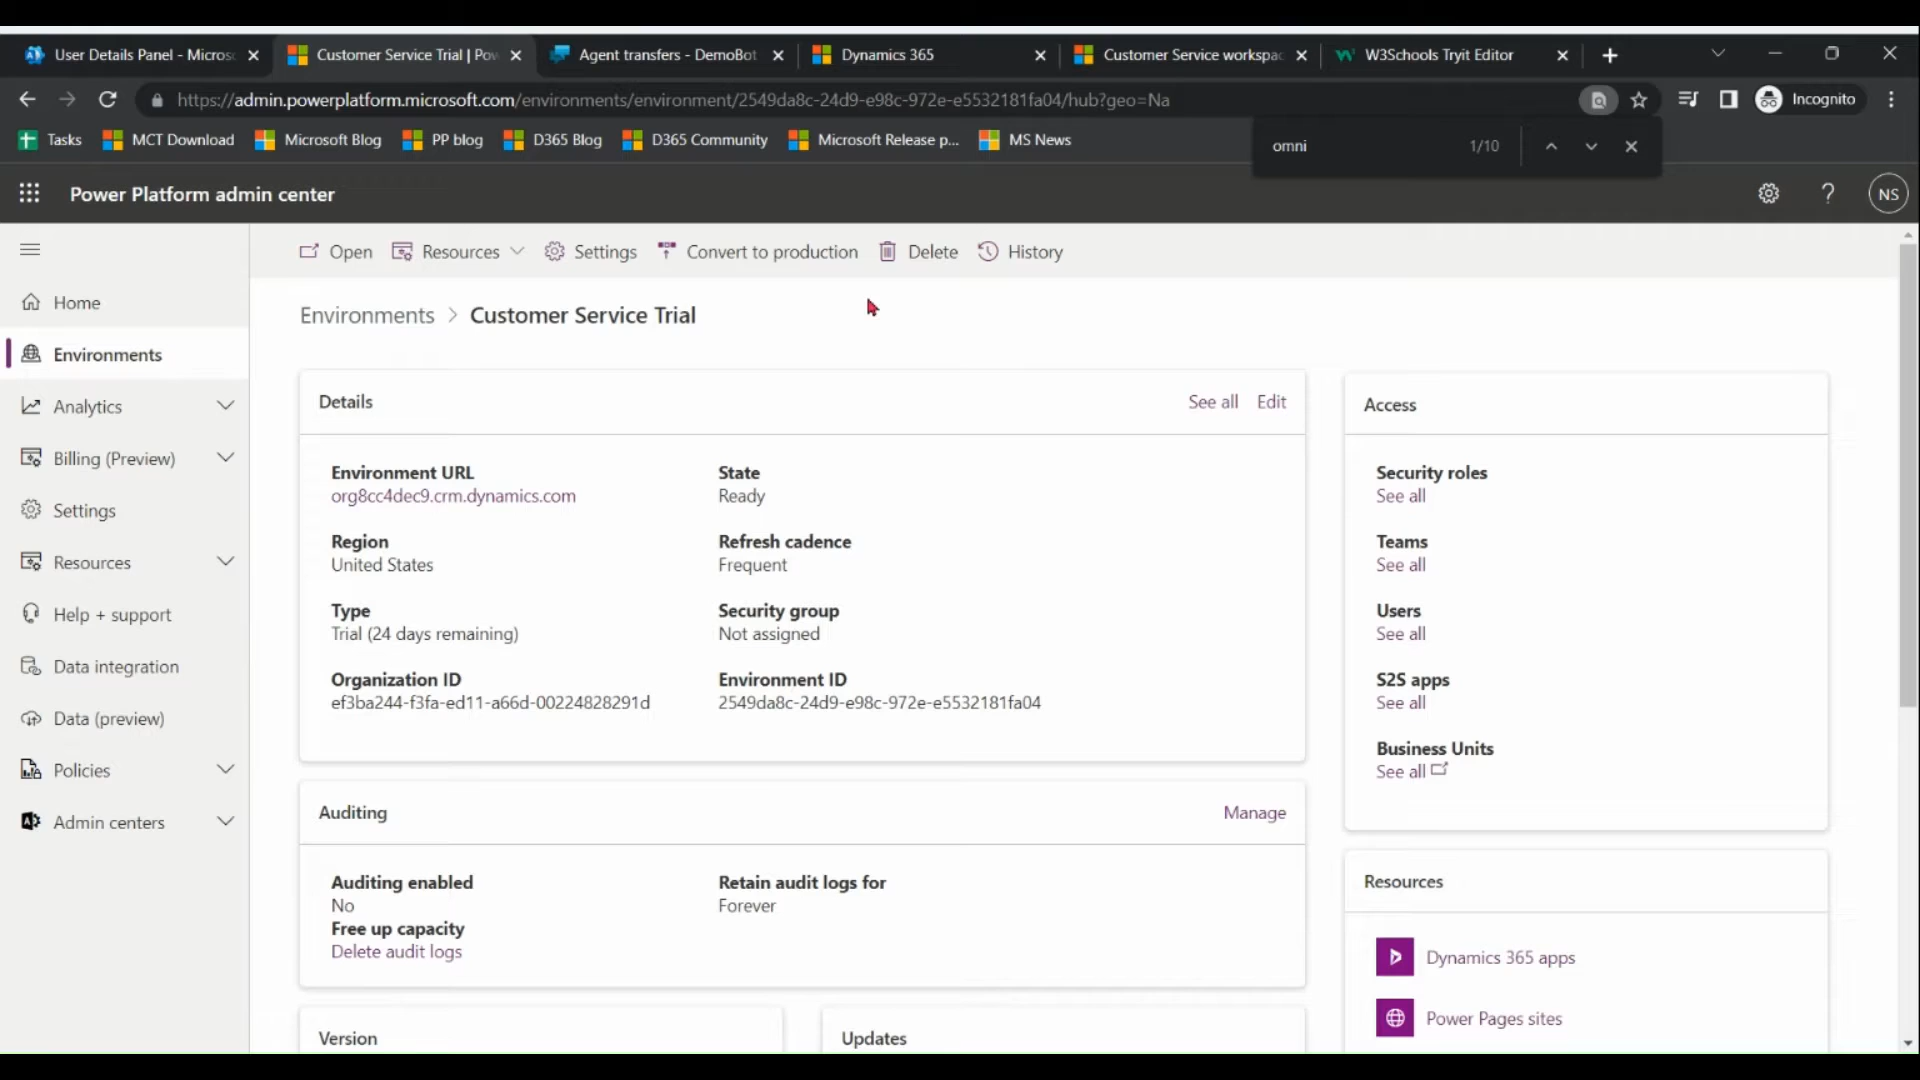 User Details Panel - Micros
Customer Service Trial | Pow
Agent transfers - DemoBot
Dynamics 365
Customer Service workspac
W3Schools Tryit Editor
https://admin.powerplatform.microsoft.com/environments/environment/2549da8c-24d9-e98c-972e-e5532181fa04/hub?geo=Na
Incognito
Tasks
MCT Download
Microsoft Blog
PP blog
D365 Blog
D365 Community
Microsoft Release p...
MS News
omni
1/10
Power Platform admin center
NS
Open
Resources
Settings
Convert to production
Delete
History
Home
Environments
Analytics
Billing (Preview)
Settings
Resources
Help + support
Data integration
Data (preview)
Policies
Admin centers
Environments > Customer Service Trial
Details
See all
Edit
Environment URL
org8cc4dec9.crm.dynamics.com
State
Ready
Region
United States
Refresh cadence
Frequent
Type
Trial (24 days remaining)
Security group
Not assigned
Organization ID
ef3ba244-f3fa-ed11-a66d-00224828291d
Environment ID
2549da8c-24d9-e98c-972e-e5532181fa04
Auditing
Manage
Auditing enabled
No
Retain audit logs for
Forever
Free up capacity
Delete audit logs
Version
Updates
Access
Security roles
See all
Teams
See all
Users
See all
S2S apps
See all
Business Units
See all
Resources
Dynamics 365 apps
Power Pages sites